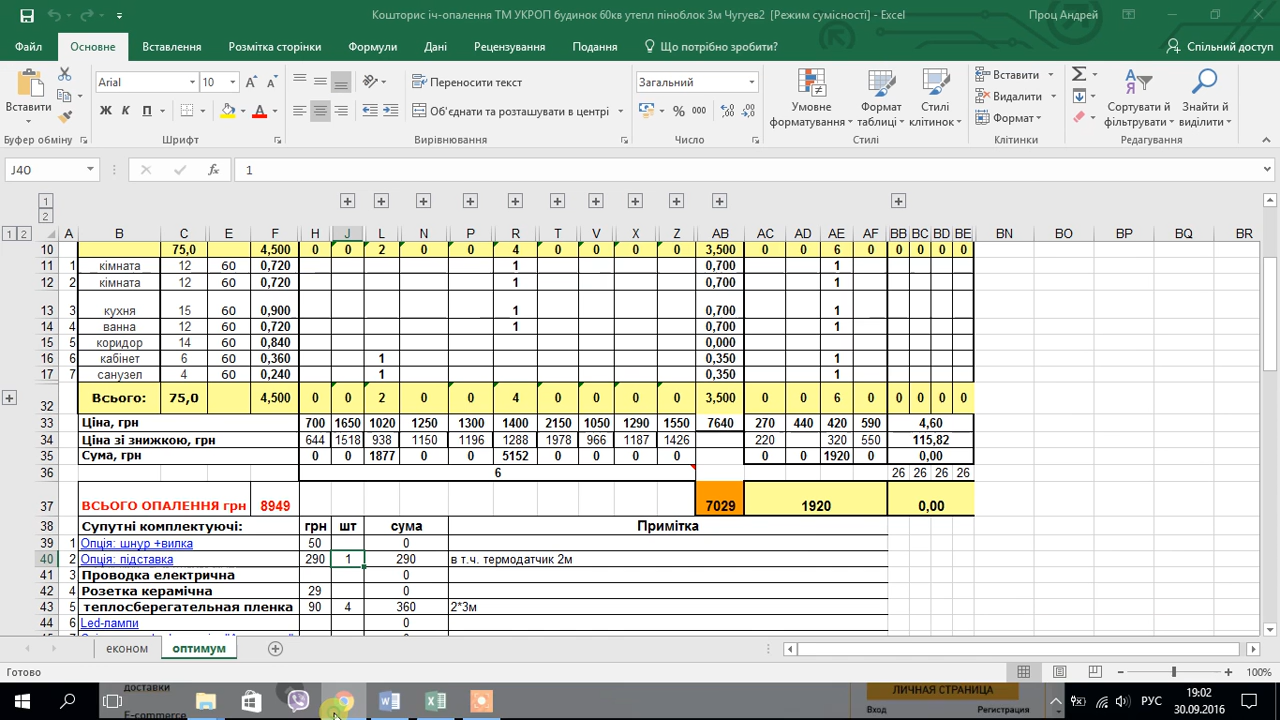 Кошторис іч-опалення ТМ УКРОП будинок 60кв утепл піноблок 3м Чугуев2 [Режим сумісності] - Excel Проц Андрей
Файл Основне Вставлення Розмітка сторінки Формули Дані Рецензування Подання Що потрібно зробити? Спільний доступ
Вставити Arial 10 Переносити текст Загальний Умовне форматування Формат таблиці Стилі клітинок Вставити Видалити Формат Сортувати й фільтрувати Знайти й виділити
Ж К П Об'єднати та розташувати в центрі % 000
Буфер обміну Шрифт Вирівнювання Число Стилі Клітинки Редагування
J40 fx 1
1
2
1 2 A B C E F H J L N P R T V X Z AB AC AD AE AF BB BC BD BE BN BO BP BQ BR
10 75,0 4,500 0 0 2 0 0 4 0 0 0 0 3,500 0 0 6 0 0 0 0 0
11 1 кімната 12 60 0,720 1 0,700 1
12 2 кімната 12 60 0,720 1 0,700 1
13 3 кухня 15 60 0,900 1 0,700 1
14 4 ванна 12 60 0,720 1 0,700 1
15 5 коридор 14 60 0,840 0,000
16 6 кабінет 6 60 0,360 1 0,350 1
17 7 санузел 4 60 0,240 1 0,350 1
32 Всього: 75,0 4,500 0 0 2 0 0 4 0 0 0 0 3,500 0 0 6 0 0 0 0 0
33 Ціна, грн 700 1650 1020 1250 1300 1400 2150 1050 1290 1550 7640 270 440 420 590 4,60
34 Ціна зі знижкою, грн 644 1518 938 1150 1196 1288 1978 966 1187 1426 220 320 550 115,82
35 Сума, грн 0 0 1877 0 0 5152 0 0 0 0 0 0 1920 0 0,00
36 6 26 26 26 26
37 ВСЬОГО ОПАЛЕННЯ грн 8949 7029 1920 0,00
38 Супутні комплектуючі: грн шт сума Примітка
39 1 Опція: шнур +вилка 50 0
40 2 Опція: підставка 290 1 290 в т.ч. термодатчик 2м
41 3 Проводка електрична 0
42 4 Розетка керамічна 29 0
43 5 теплосберегательная пленка 90 4 360 2*3м
44 6 Led-лампи 0
економ оптимум
Готово 100%
доставки ЛИЧНАЯ СТРАНИЦА
E-commerce Вход Регистрация
РУС 19:02
30.09.2016